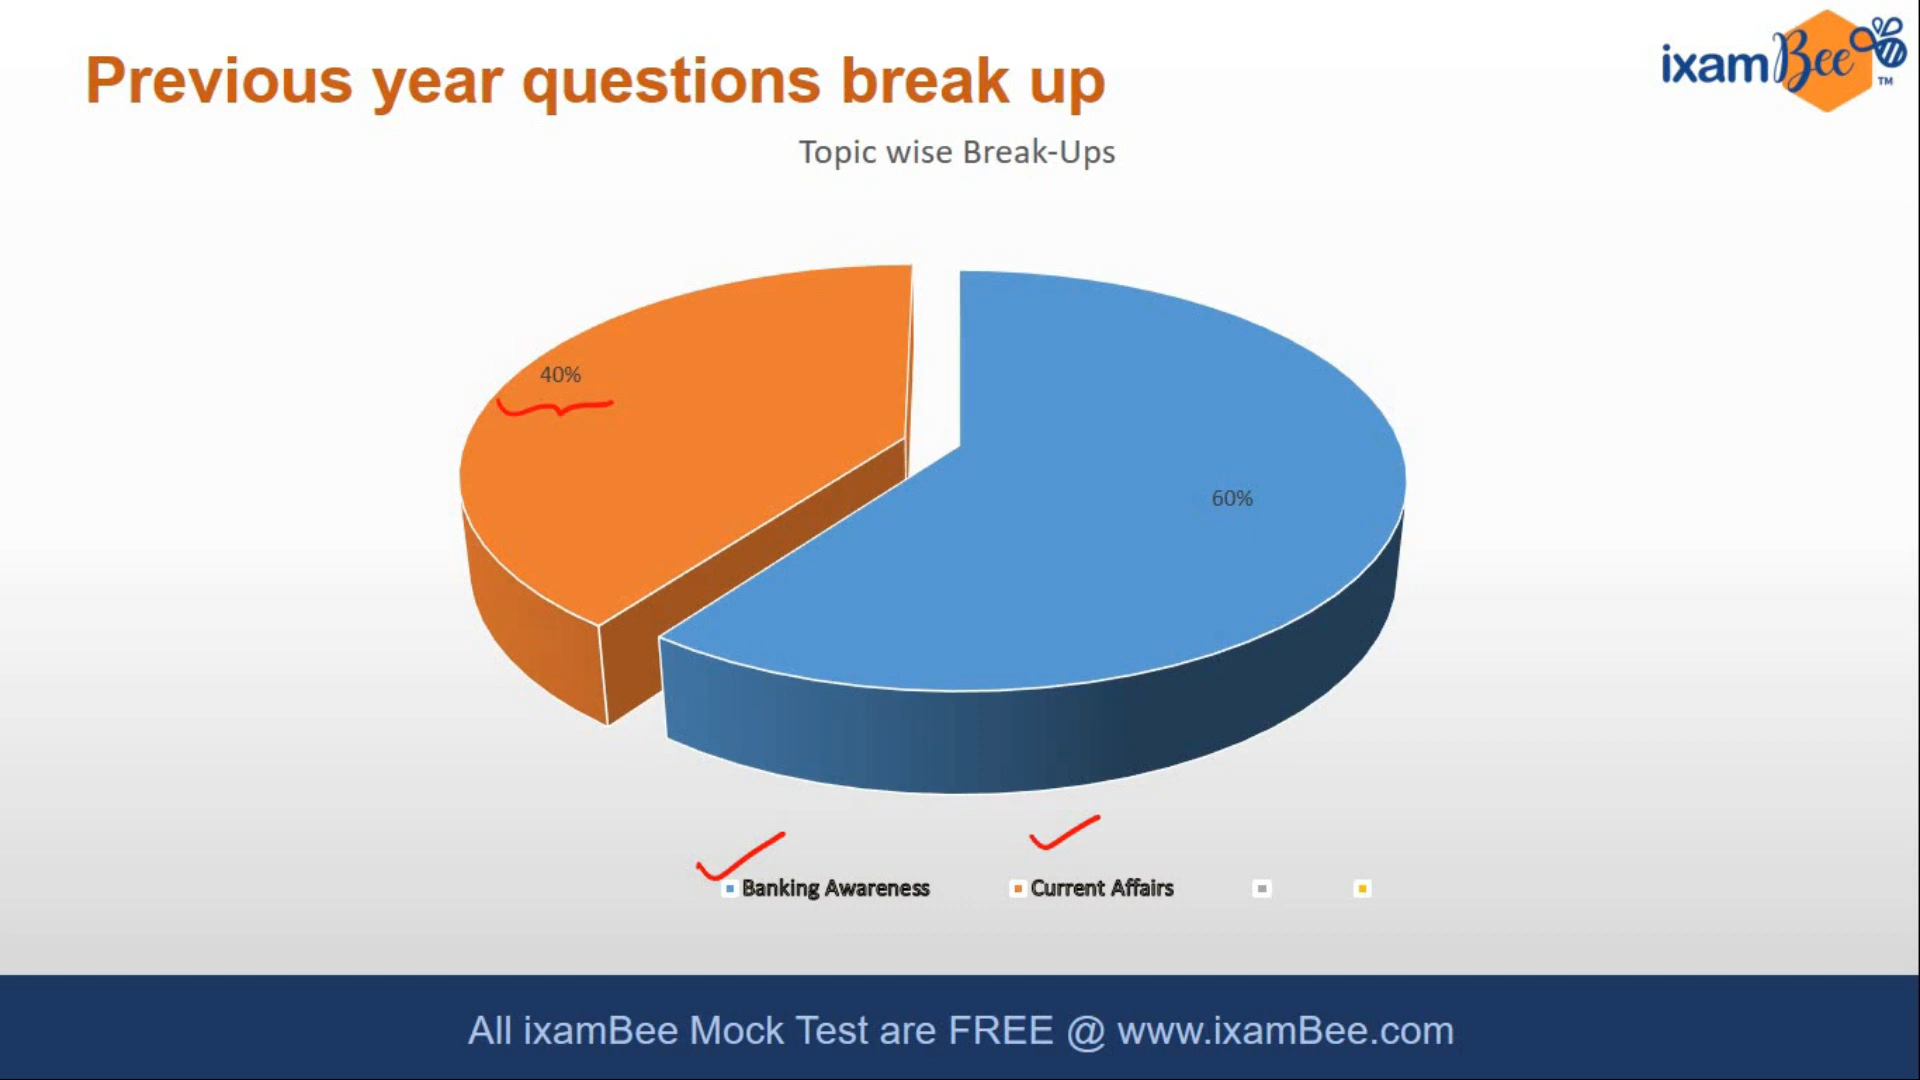 Previous year questions break up
ixamBee
TM
Topic wise Break-Ups
40%
60%
Banking Awareness
Current Affairs
All ixamBee Mock Test are FREE @ www.ixamBee.com